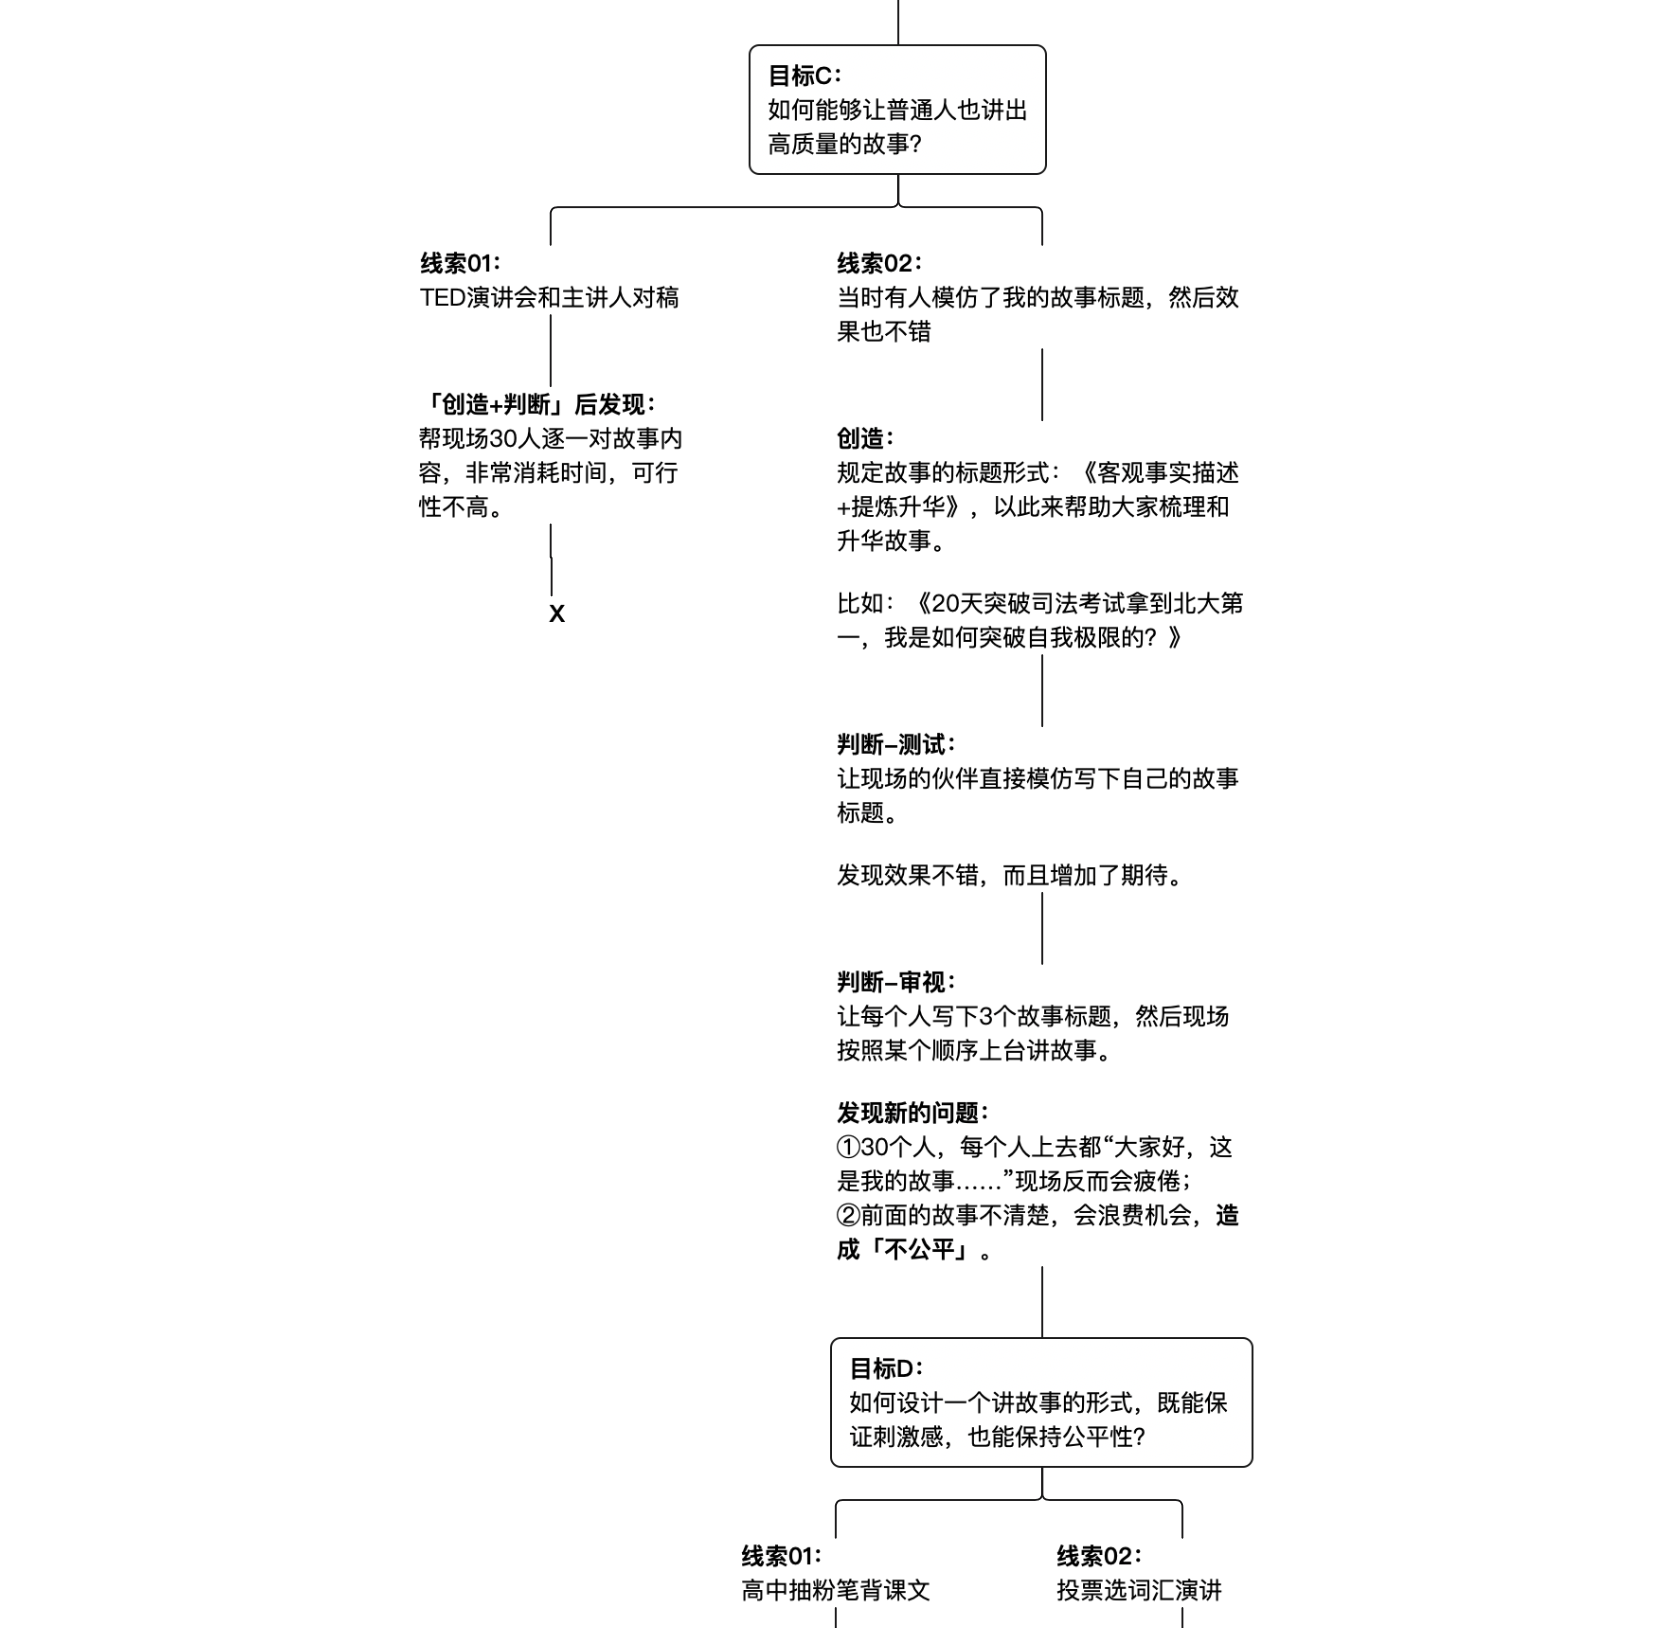 目标C：
如何能够让普通人也讲出
高质量的故事？
线索01：
TED演讲会和主讲人对稿
「创造+判断」后发现：
帮现场30人逐一对故事内
容，非常消耗时间，可行
性不高。
X
线索02：
当时有人模仿了我的故事标题，然后效
果也不错
创造：
规定故事的标题形式：《客观事实描述
+提炼升华》，以此来帮助大家梳理和
升华故事。
比如：《20天突破司法考试拿到北大第
一，我是如何突破自我极限的？》
判断–测试：
让现场的伙伴直接模仿写下自己的故事
标题。
发现效果不错，而且增加了期待。
判断–审视：
让每个人写下3个故事标题，然后现场
按照某个顺序上台讲故事。
发现新的问题：
①30个人，每个人上去都“大家好，这
是我的故事……”现场反而会疲倦；
②前面的故事不清楚，会浪费机会，造
成「不公平」。
目标D：
如何设计一个讲故事的形式，既能保
证刺激感，也能保持公平性？
线索01：
高中抽粉笔背课文
线索02：
投票选词汇演讲